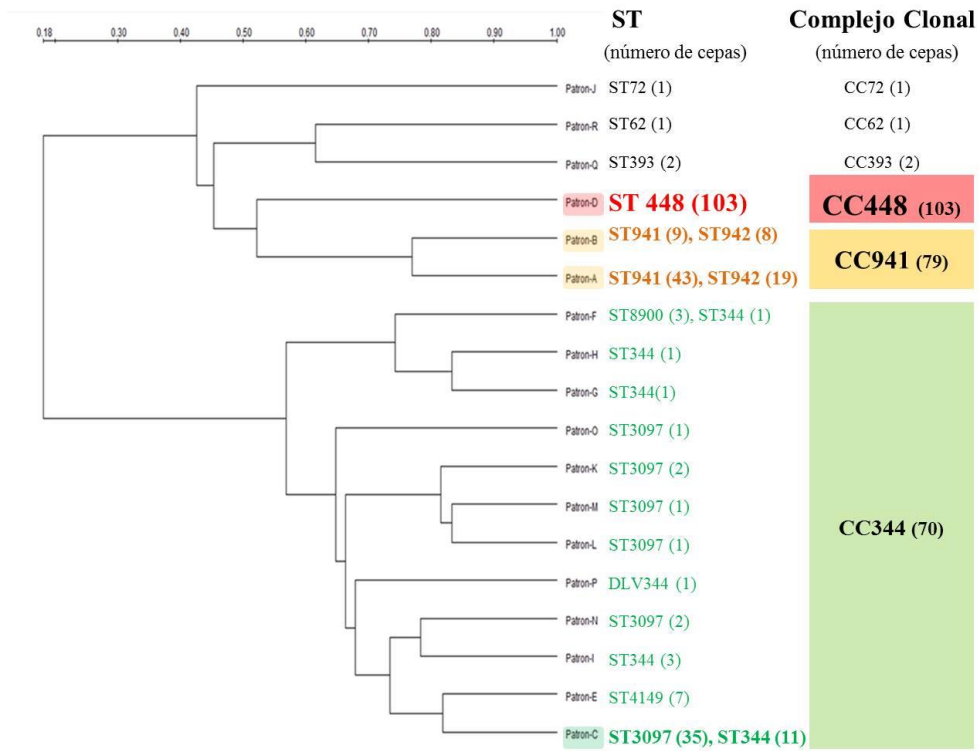 ST Complejo Clonal
(número de cepas) (número de cepas)
0.18 0.30 0.40 0.50 0.60 0.70 0.80 0.90 1.00
Patron-J ST72 (1) CC72 (1)
Patron-R ST62 (1) CC62 (1)
Patron-Q ST393 (2) CC393 (2)
Patron-D ST 448 (103) CC448 (103)
Patron-B ST941 (9), ST942 (8)
CC941 (79)
Patron-A ST941 (43), ST942 (19)
Patron-F ST8900 (3), ST344 (1)
Patron-H ST344 (1)
Patron-G ST344(1)
Patron-O ST3097 (1)
Patron-K ST3097 (2)
Patron-M ST3097 (1)
CC344 (70)
Patron-L ST3097 (1)
Patron-P DLV344 (1)
Patron-N ST3097 (2)
Patron-I ST344 (3)
Patron-E ST4149 (7)
Patron-C ST3097 (35), ST344 (11)